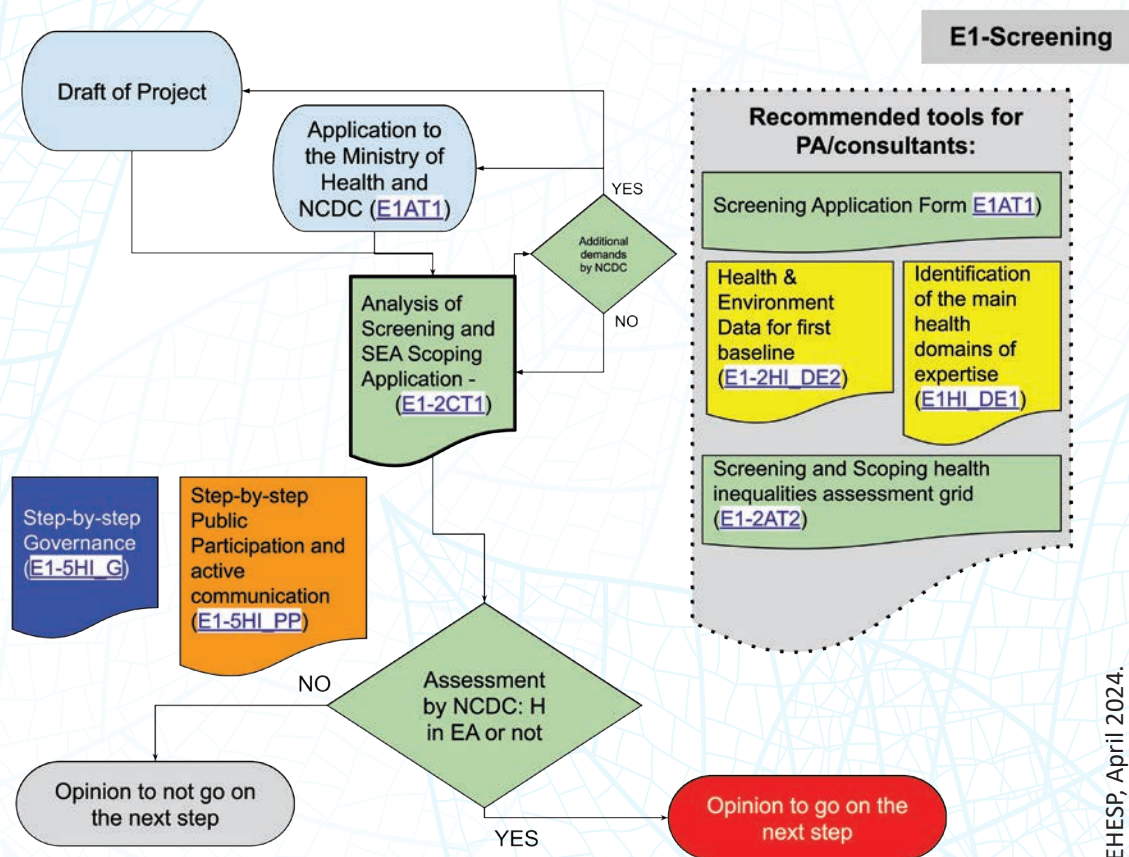 E1-Screening
Draft of Project
Application to
the Ministry of
Health and
NCDC (E1AT1)
YES
Additional
demands
by NCDC
NO
Analysis of
Screening and
SEA Scoping
Application -
(E1-2CT1)
Recommended tools for
PA/consultants:
Screening Application Form E1AT1)
Health &
Environment
Data for first
baseline
(E1-2HI_DE2)
Identification
of the main
health
domains of
expertise
(E1HI_DE1)
Screening and Scoping health
inequalities assessment grid
(E1-2AT2)
Step-by-step
Governance
(E1-5HI_G)
Step-by-step
Public
Participation and
active
communication
(E1-5HI_PP)
Assessment
by NCDC: H
in EA or not
NO
Opinion to not go on
the next step
YES
Opinion to go on the
next step
EHESP, April 2024.